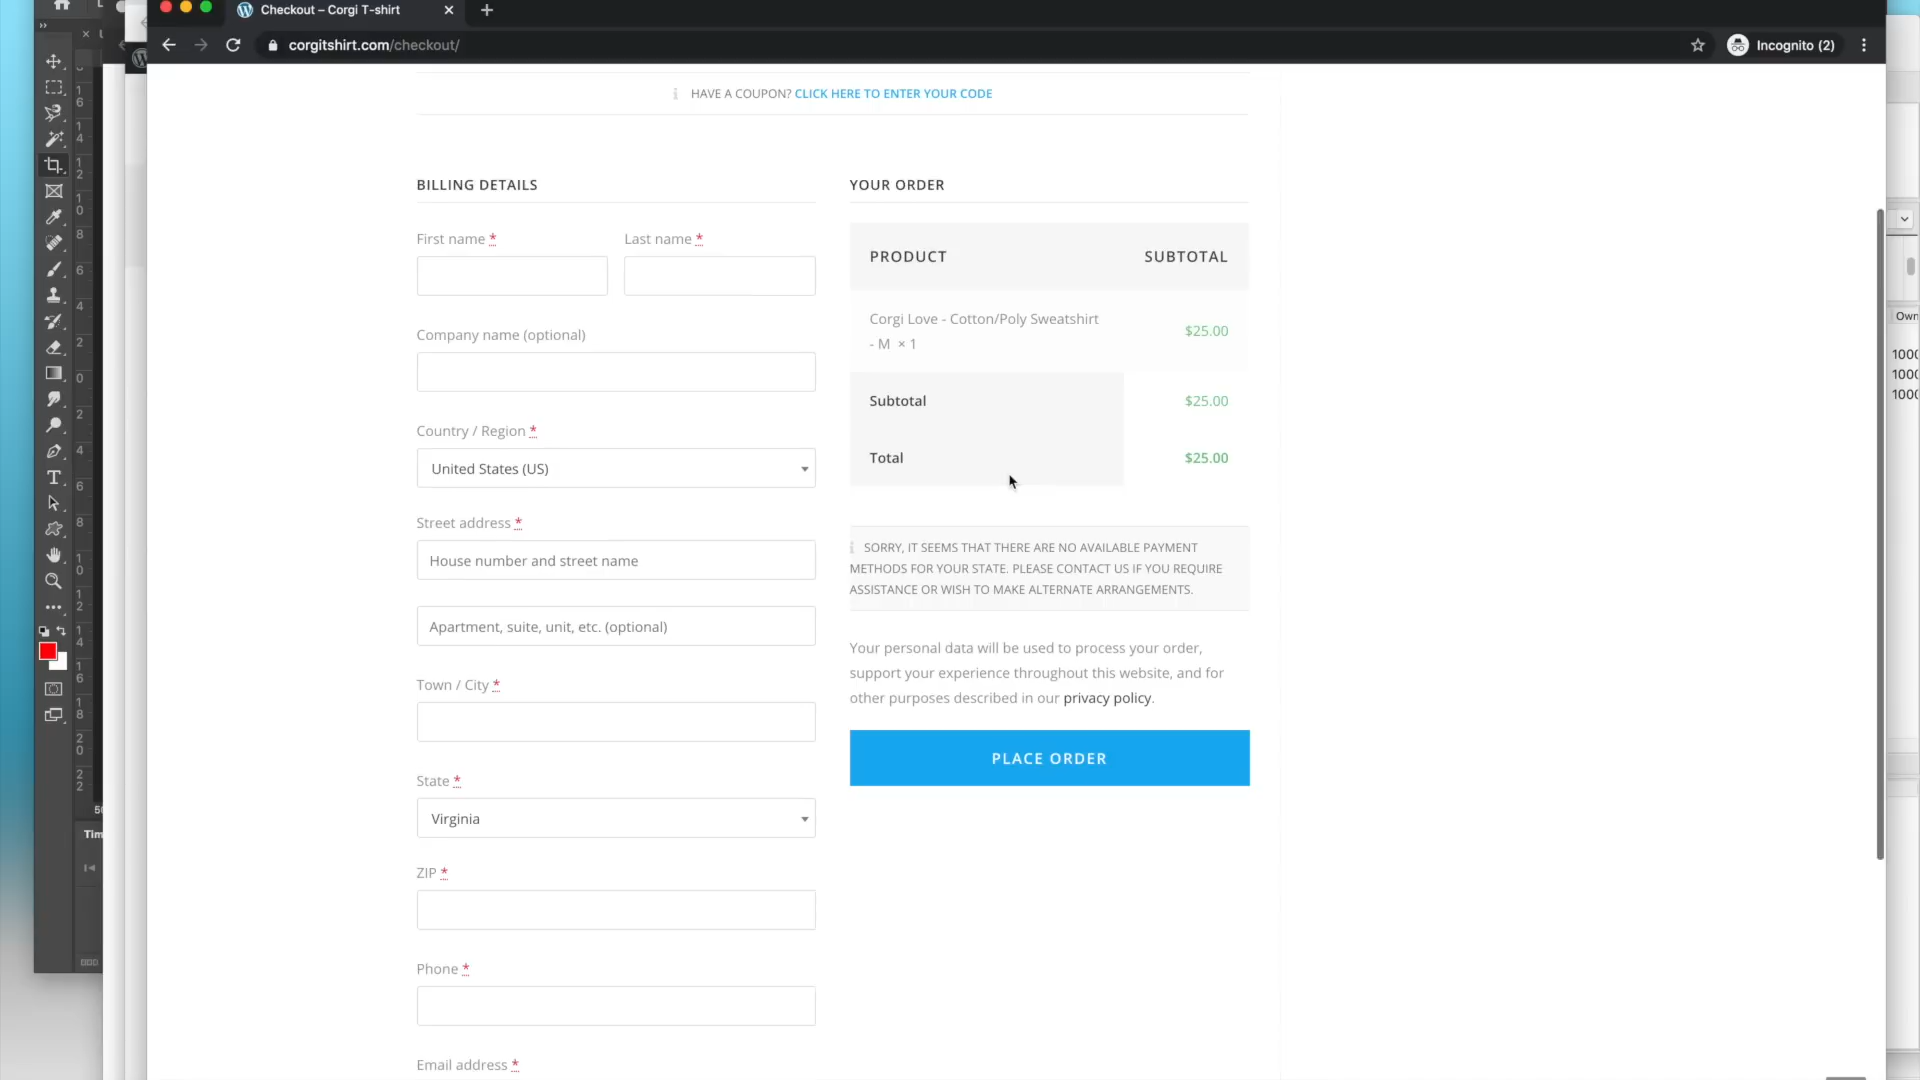 Checkout – Corgi T-shirt
corgitshirt.com/checkout/
Incognito (2)
HAVE A COUPON? CLICK HERE TO ENTER YOUR CODE
BILLING DETAILS
YOUR ORDER
First name *
Last name *
PRODUCT
SUBTOTAL
Corgi Love - Cotton/Poly Sweatshirt
- M × 1
$25.00
Company name (optional)
Subtotal
$25.00
Country / Region *
United States (US)
Total
$25.00
Street address *
House number and street name
SORRY, IT SEEMS THAT THERE ARE NO AVAILABLE PAYMENT
METHODS FOR YOUR STATE. PLEASE CONTACT US IF YOU REQUIRE
ASSISTANCE OR WISH TO MAKE ALTERNATE ARRANGEMENTS.
Apartment, suite, unit, etc. (optional)
Your personal data will be used to process your order,
support your experience throughout this website, and for
other purposes described in our privacy policy.
Town / City *
PLACE ORDER
State *
Virginia
ZIP *
Phone *
Email address *